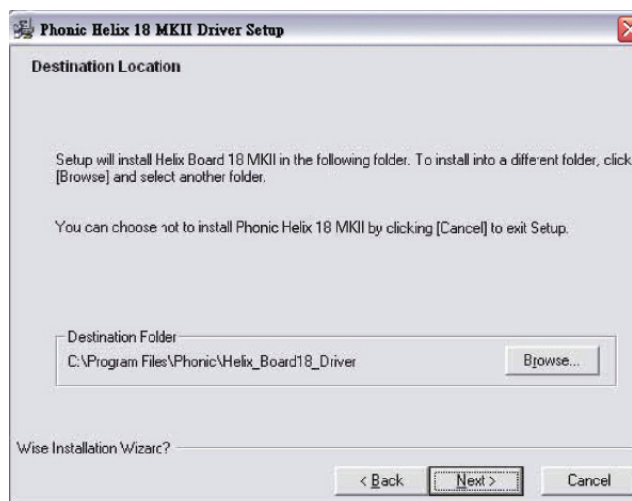 Phonic Helix 18 MKII Driver Setup
Destination Location
Setup will install Helix Board 18 MKII in the following folder. To install into a different folder, click
[Browse] and select another folder.
You can choose not to install Phonic Helix 18 MKII by clicking [Cancel] to exit Setup.
Destination Folder
C:\Program Files\Phonic\Helix_Board18_Driver
Browse...
Wise Installation Wizard?
< Back
Next >
Cancel